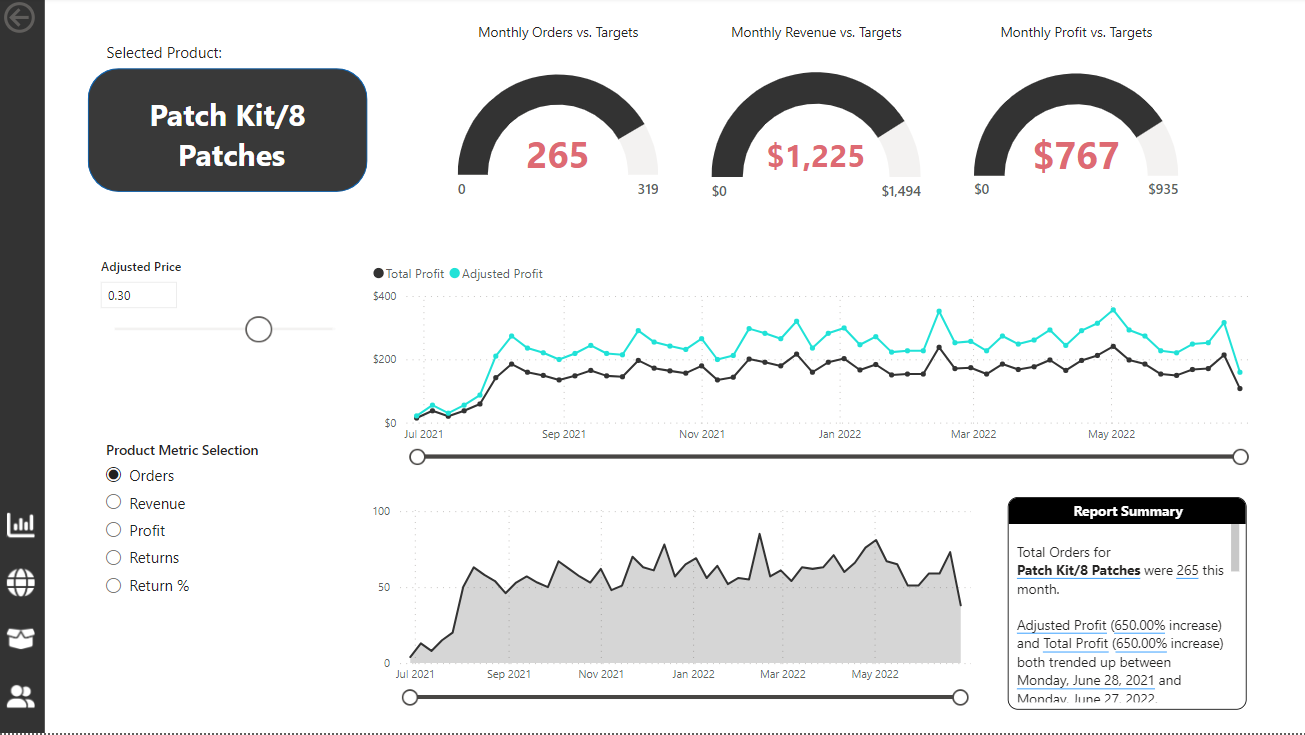 Selected Product:
Patch Kit/8
Patches
Monthly Orders vs. Targets
265
0
319
Monthly Revenue vs. Targets
$1,225
$0
$1,494
Monthly Profit vs. Targets
$767
$0
$935
Adjusted Price
0.30
Total Profit
Adjusted Profit
$400
$200
$0
Jul 2021
Sep 2021
Nov 2021
Jan 2022
Mar 2022
May 2022
Product Metric Selection
Orders
Revenue
Profit
Returns
Return %
100
50
0
Jul 2021
Sep 2021
Nov 2021
Jan 2022
Mar 2022
May 2022
Report Summary
Total Orders for
Patch Kit/8 Patches were 265 this
month.
Adjusted Profit (650.00% increase)
and Total Profit (650.00% increase)
both trended up between
Monday, June 28, 2021 and
Monday, June 27, 2022.